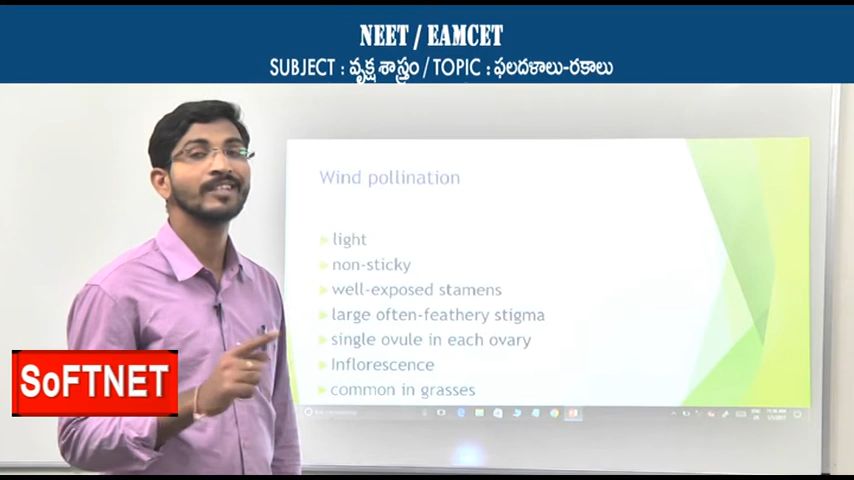 NEET / EAMCET
SUBJECT : వృక్ష శాస్త్రం / TOPIC : ఫలదళాలు-రకాలు
Wind pollination
light
non-sticky
well-exposed stamens
large often-feathery stigma
single ovule in each ovary
Inflorescence
common in grasses
SoFTNET